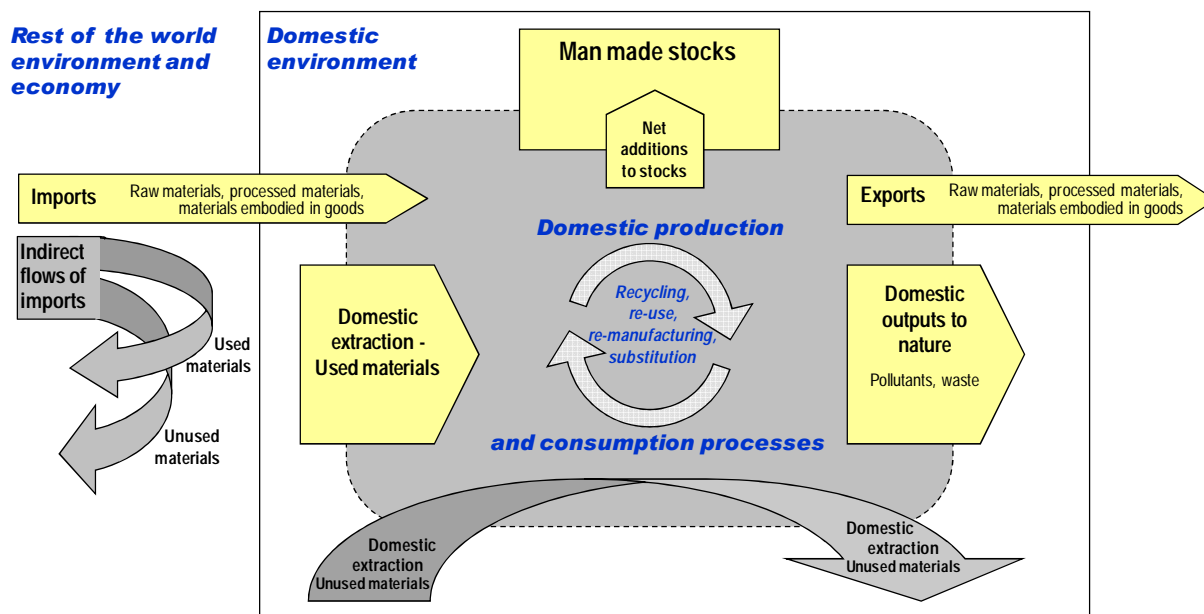 Rest of the world
environment and
economy
Domestic
environment
Man made stocks
Net
additions
to stocks
Imports
Raw materials, processed materials,
materials embodied in goods
Exports
Raw materials, processed materials,
materials embodied in goods
Indirect
flows of
imports
Used
materials
Unused
materials
Domestic
extraction -
Used materials
Domestic production
Recycling,
re-use,
re-manufacturing,
substitution
and consumption processes
Domestic
outputs to
nature
Pollutants, waste
Domestic
extraction
Unused materials
Domestic
extraction
Unused materials